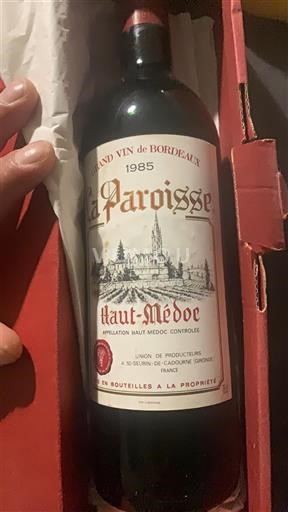 GRAND VIN de BORDEAUX
1985
La Paroisse
Haut-Médoc
APPELLATION HAUT-MÉDOC CONTROLÉE
UNION DE PRODUCTEURS
A St-SEURIN-DE-CADOURNE (GIRONDE)
FRANCE
EN BOUTEILLES A LA PROPRIÉTÉ